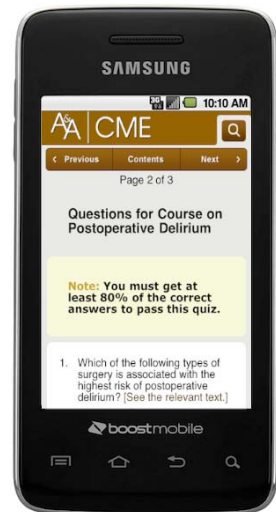 SAMSUNG
3G
10:10 AM
A&A CME
‹ Previous Contents Next ›
Page 2 of 3
Questions for Course on
Postoperative Delirium
Note: You must get at
least 80% of the correct
answers to pass this quiz.
1. Which of the following types of
surgery is associated with the
highest risk of postoperative
delirium? [See the relevant text.]
boostmobile